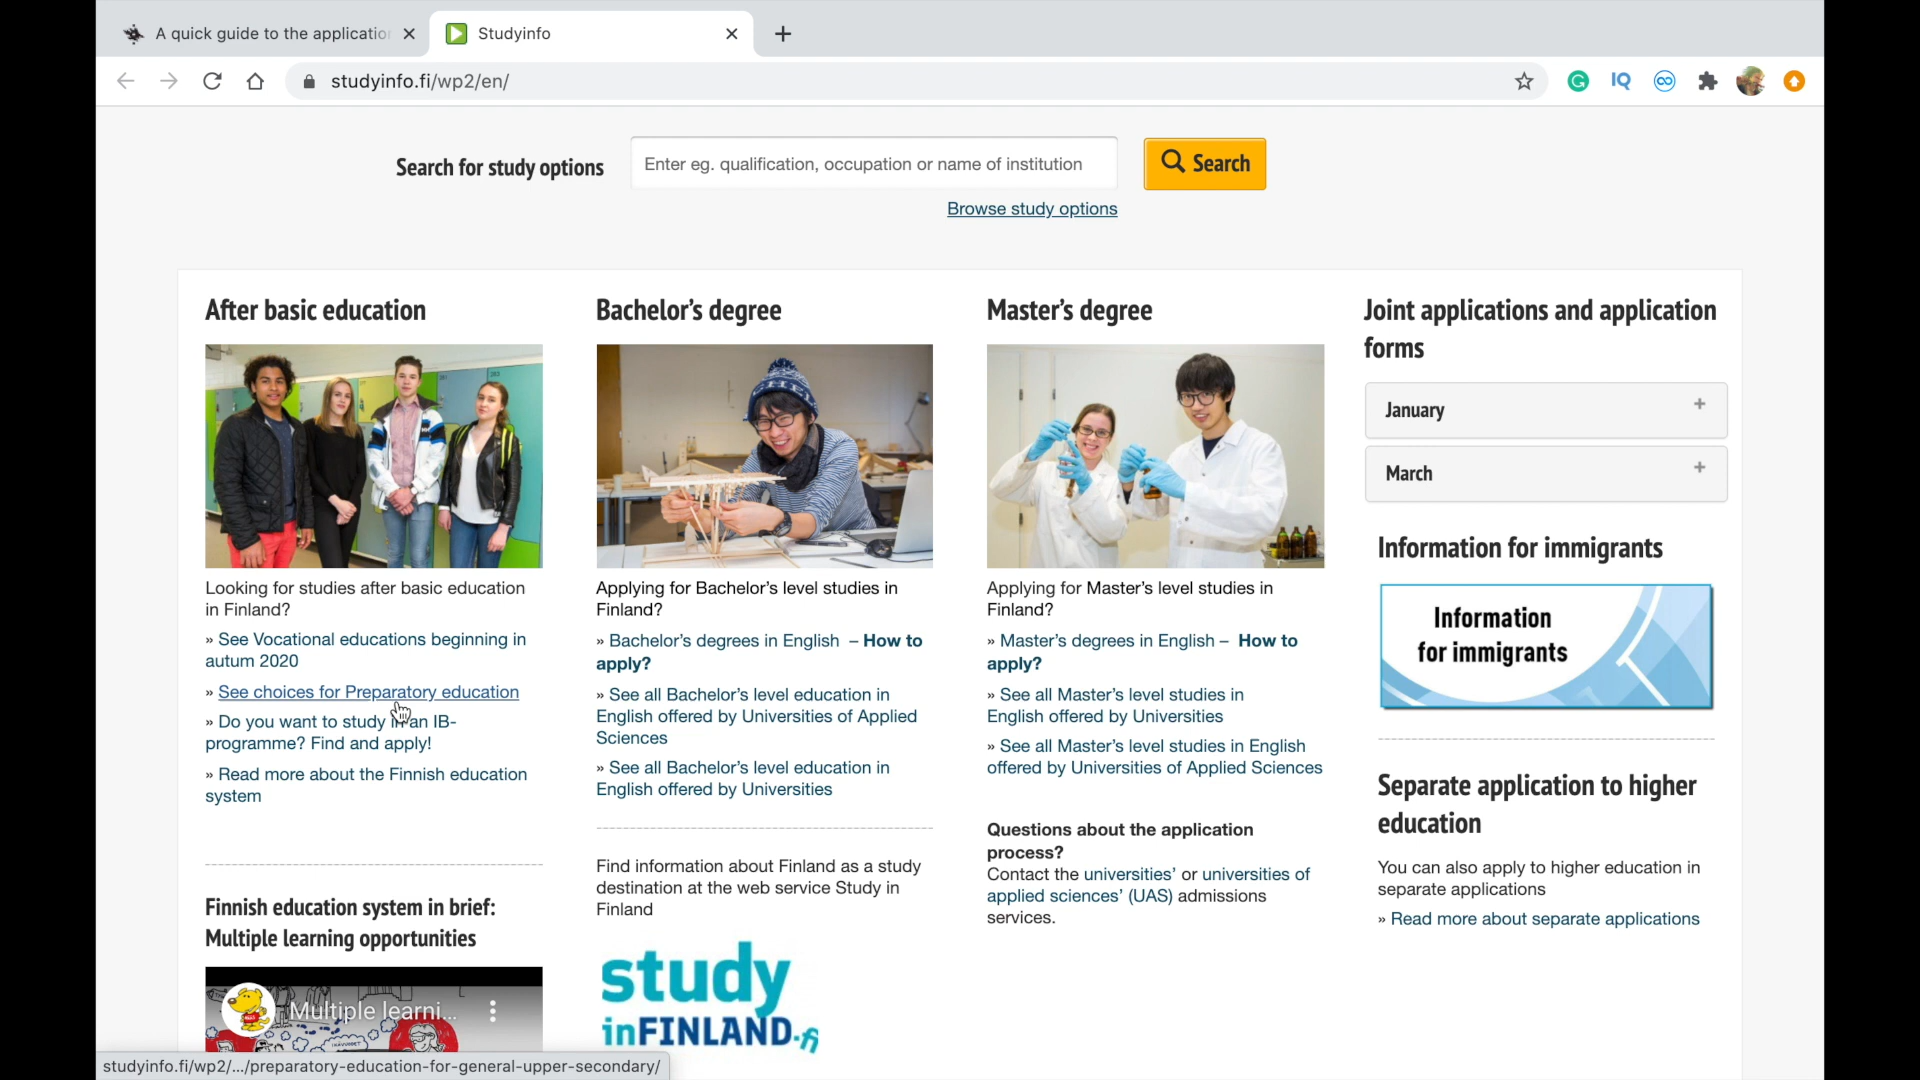 A quick guide to the applicatio
Studyinfo
studyinfo.fi/wp2/en/
IQ
Search for study options
Enter eg. qualification, occupation or name of institution
Search
Browse study options
After basic education
Looking for studies after basic education
in Finland?
» See Vocational educations beginning in
autum 2020
» See choices for Preparatory education
» Do you want to study in an IB-
programme? Find and apply!
» Read more about the Finnish education
system
Finnish education system in brief:
Multiple learning opportunities
Multiple learni...
Bachelor's degree
Applying for Bachelor's level studies in
Finland?
» Bachelor's degrees in English – How to
apply?
» See all Bachelor's level education in
English offered by Universities of Applied
Sciences
» See all Bachelor's level education in
English offered by Universities
Find information about Finland as a study
destination at the web service Study in
Finland
study
inFINLAND.fi
Master's degree
Applying for Master's level studies in
Finland?
» Master's degrees in English – How to
apply?
» See all Master's level studies in
English offered by Universities
» See all Master's level studies in English
offered by Universities of Applied Sciences
Questions about the application
process?
Contact the universities' or universities of
applied sciences' (UAS) admissions
services.
Joint applications and application
forms
January
March
Information for immigrants
Information
for immigrants
Separate application to higher
education
You can also apply to higher education in
separate applications
» Read more about separate applications
studyinfo.fi/wp2/.../preparatory-education-for-general-upper-secondary/